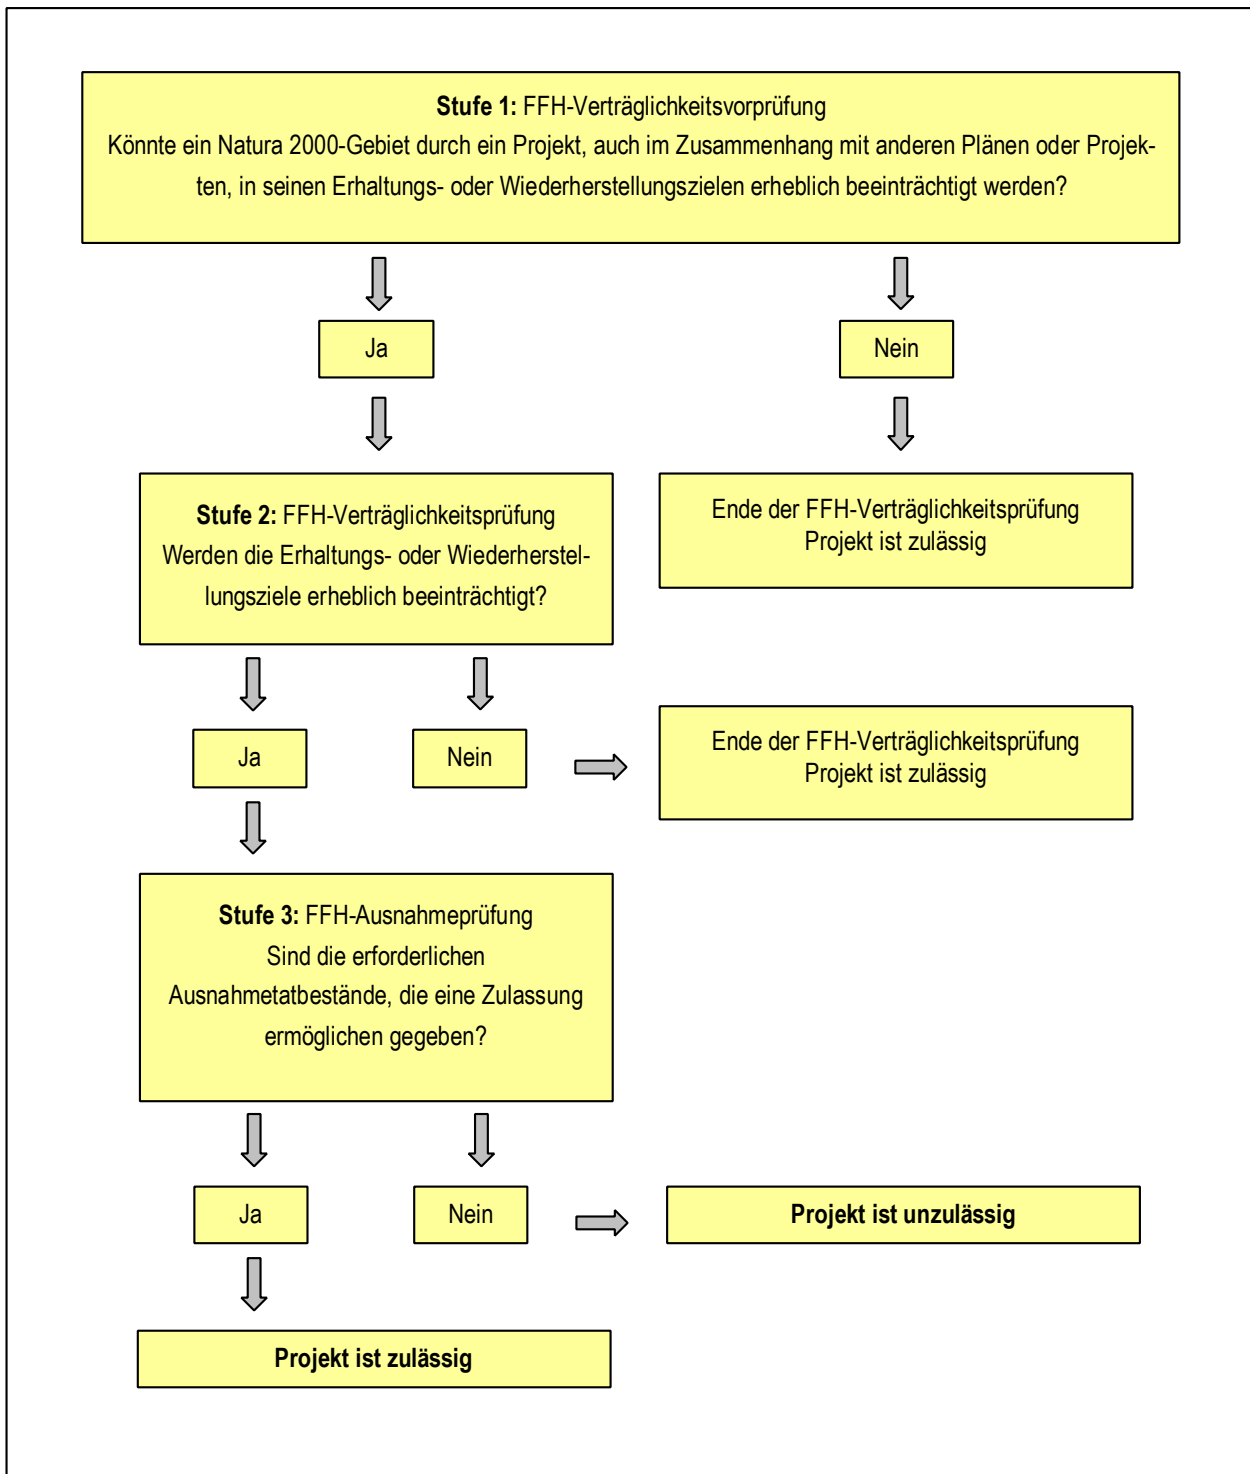 Stufe 1: FFH-Verträglichkeitsvorprüfung
Könnte ein Natura 2000-Gebiet durch ein Projekt, auch im Zusammenhang mit anderen Plänen oder Projek-
ten, in seinen Erhaltungs- oder Wiederherstellungszielen erheblich beeinträchtigt werden?
Ja
Nein
Stufe 2: FFH-Verträglichkeitsprüfung
Werden die Erhaltungs- oder Wiederherstel-
lungsziele erheblich beeinträchtigt?
Ende der FFH-Verträglichkeitsprüfung
Projekt ist zulässig
Ja
Nein
Ende der FFH-Verträglichkeitsprüfung
Projekt ist zulässig
Stufe 3: FFH-Ausnahmeprüfung
Sind die erforderlichen
Ausnahmetatbestände, die eine Zulassung
ermöglichen gegeben?
Ja
Nein
Projekt ist unzulässig
Projekt ist zulässig